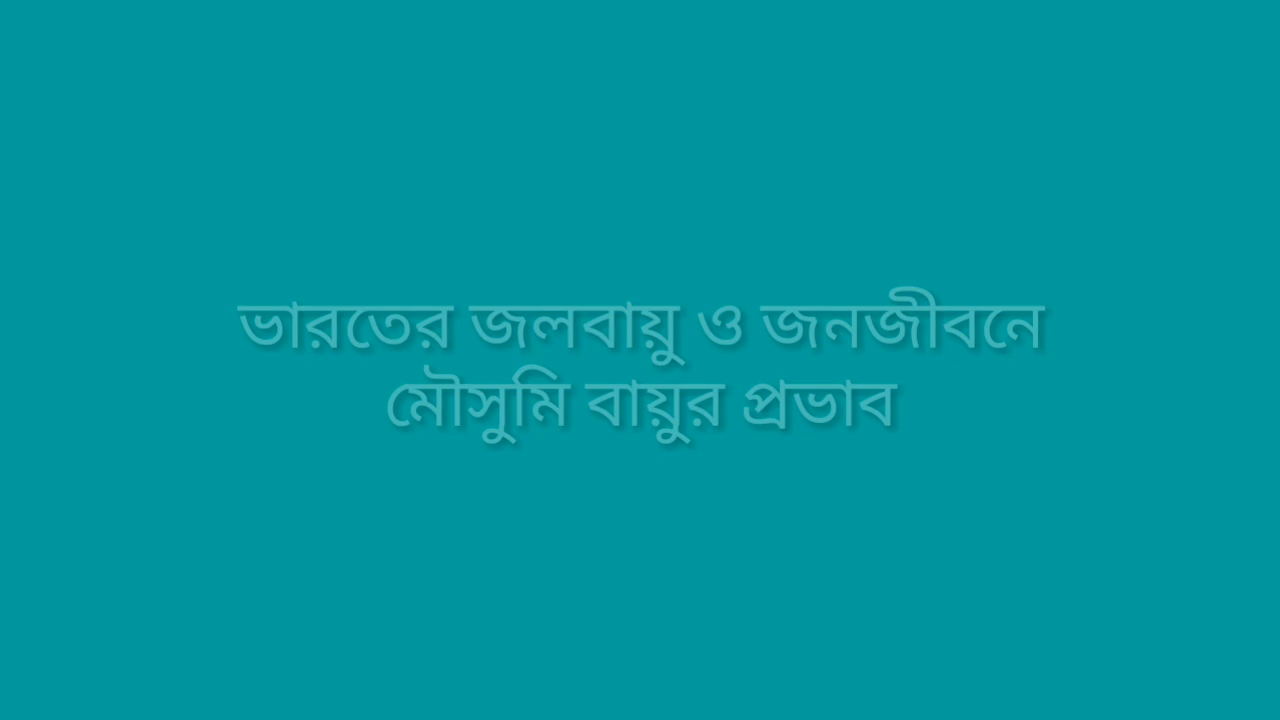 ভারতের জলবায়ু ও জনজীবনে
মৌসুমি বায়ুর প্রভাব